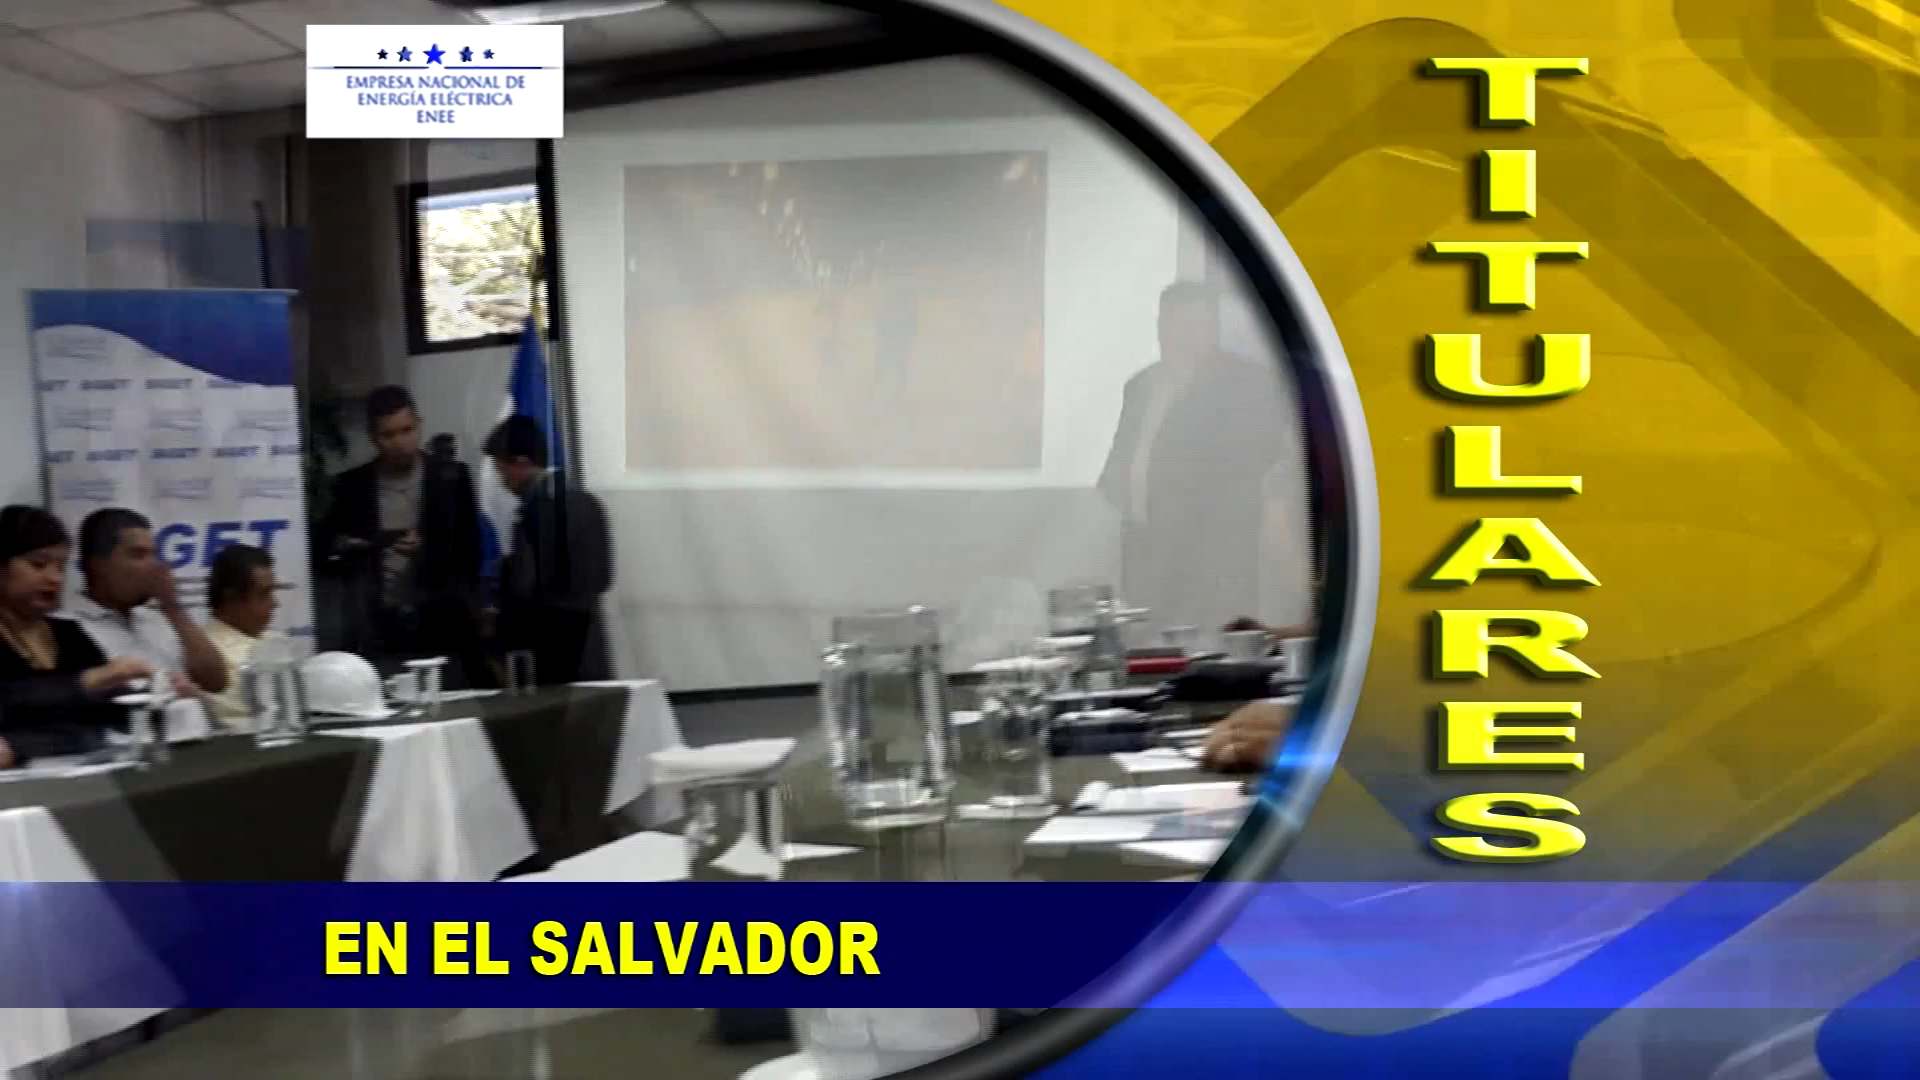 EMPRESA NACIONAL DE
ENERGÍA ELÉCTRICA
ENEE
TITULARES
EN EL SALVADOR